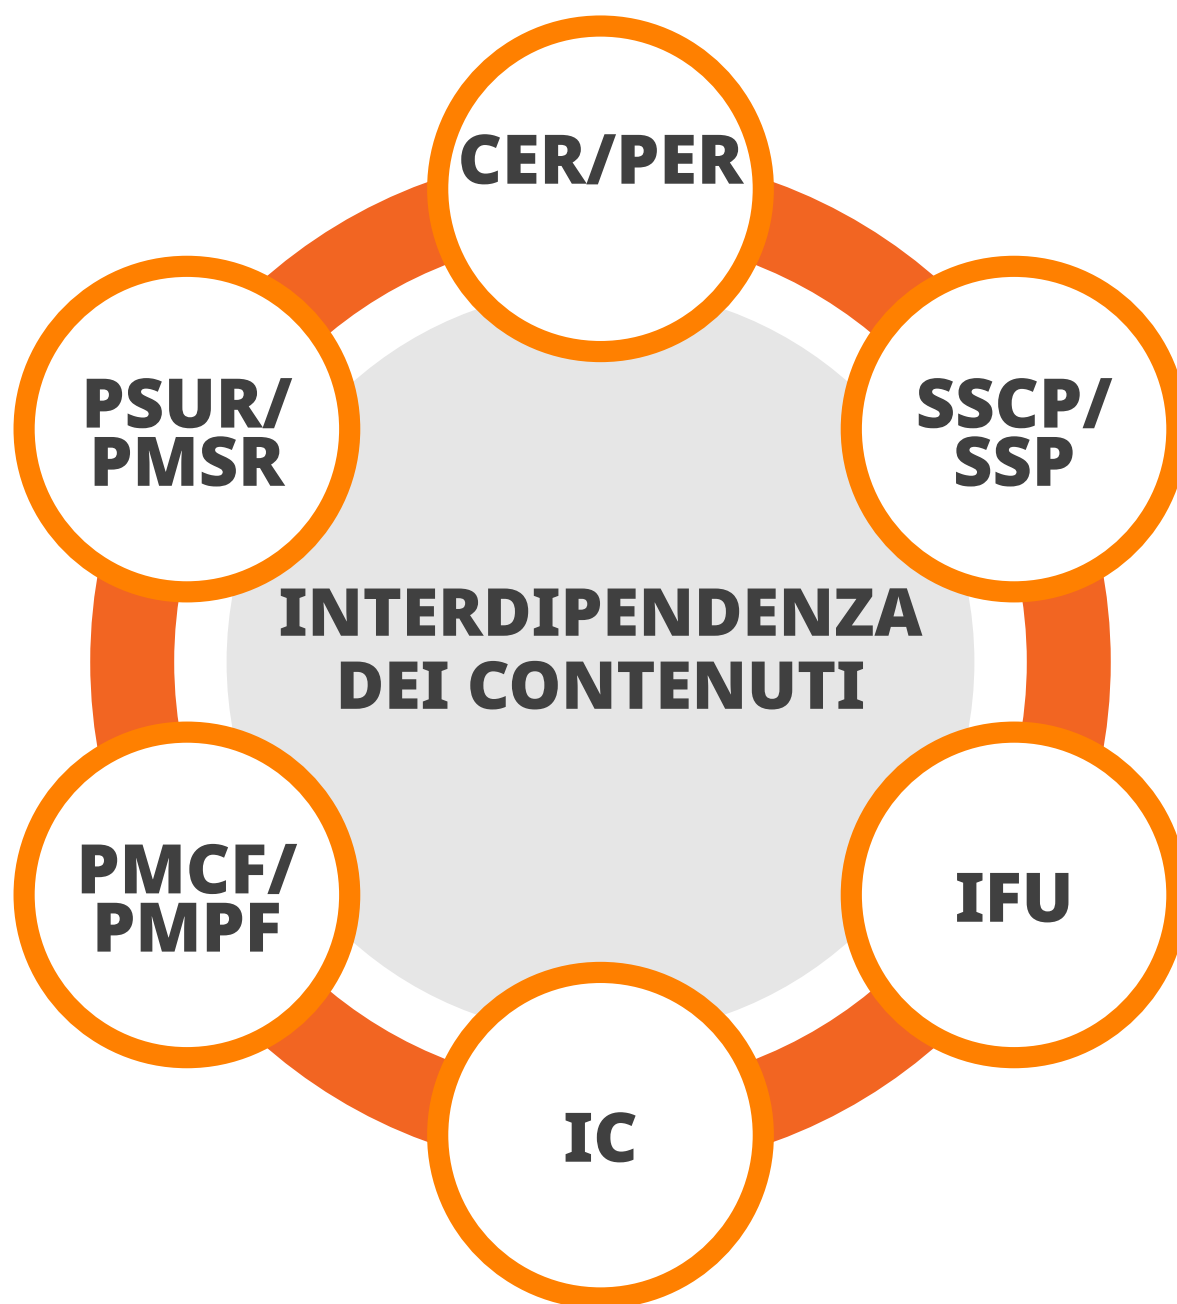 CER/PER
SSCP/
SSP
IFU
IC
PMCF/
PMPF
PSUR/
PMSR
INTERDIPENDENZA
DEI CONTENUTI